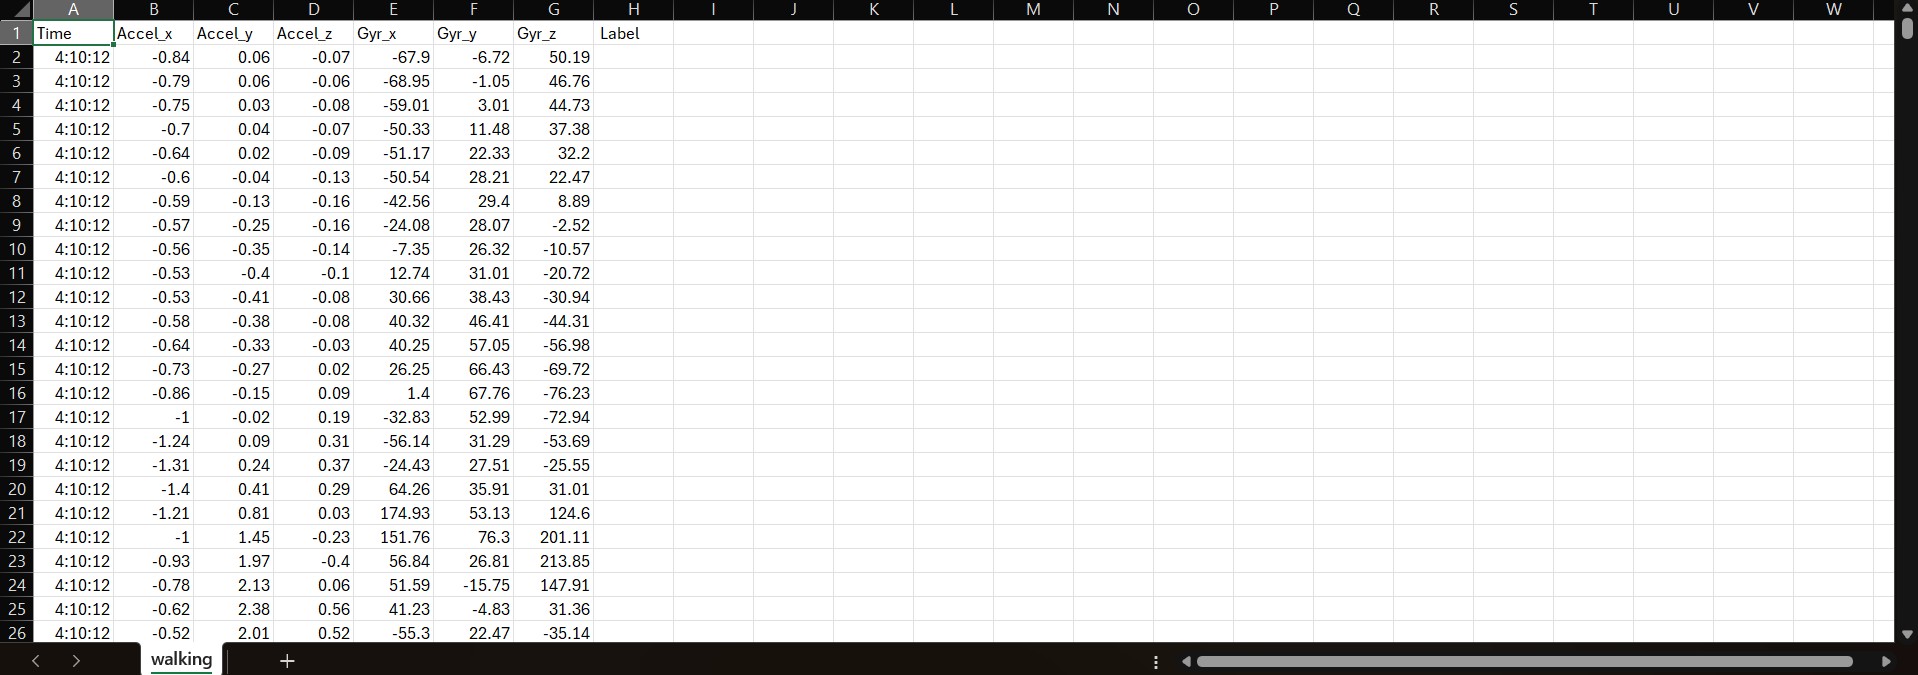 A B C D E F G H I J K L M N O P Q R S T U V W
1 Time Accel_x Accel_y Accel_z Gyr_x Gyr_y Gyr_z Label
2 4:10:12 -0.84 0.06 -0.07 -67.9 -6.72 50.19
3 4:10:12 -0.79 0.06 -0.06 -68.95 -1.05 46.76
4 4:10:12 -0.75 0.03 -0.08 -59.01 3.01 44.73
5 4:10:12 -0.7 0.04 -0.07 -50.33 11.48 37.38
6 4:10:12 -0.64 0.02 -0.09 -51.17 22.33 32.2
7 4:10:12 -0.6 -0.04 -0.13 -50.54 28.21 22.47
8 4:10:12 -0.59 -0.13 -0.16 -42.56 29.4 8.89
9 4:10:12 -0.57 -0.25 -0.16 -24.08 28.07 -2.52
10 4:10:12 -0.56 -0.35 -0.14 -7.35 26.32 -10.57
11 4:10:12 -0.53 -0.4 -0.1 12.74 31.01 -20.72
12 4:10:12 -0.53 -0.41 -0.08 30.66 38.43 -30.94
13 4:10:12 -0.58 -0.38 -0.08 40.32 46.41 -44.31
14 4:10:12 -0.64 -0.33 -0.03 40.25 57.05 -56.98
15 4:10:12 -0.73 -0.27 0.02 26.25 66.43 -69.72
16 4:10:12 -0.86 -0.15 0.09 1.4 67.76 -76.23
17 4:10:12 -1 -0.02 0.19 -32.83 52.99 -72.94
18 4:10:12 -1.24 0.09 0.31 -56.14 31.29 -53.69
19 4:10:12 -1.31 0.24 0.37 -24.43 27.51 -25.55
20 4:10:12 -1.4 0.41 0.29 64.26 35.91 31.01
21 4:10:12 -1.21 0.81 0.03 174.93 53.13 124.6
22 4:10:12 -1 1.45 -0.23 151.76 76.3 201.11
23 4:10:12 -0.93 1.97 -0.4 56.84 26.81 213.85
24 4:10:12 -0.78 2.13 0.06 51.59 -15.75 147.91
25 4:10:12 -0.62 2.38 0.56 41.23 -4.83 31.36
26 4:10:12 -0.52 2.01 0.52 -55.3 22.47 -35.14
walking